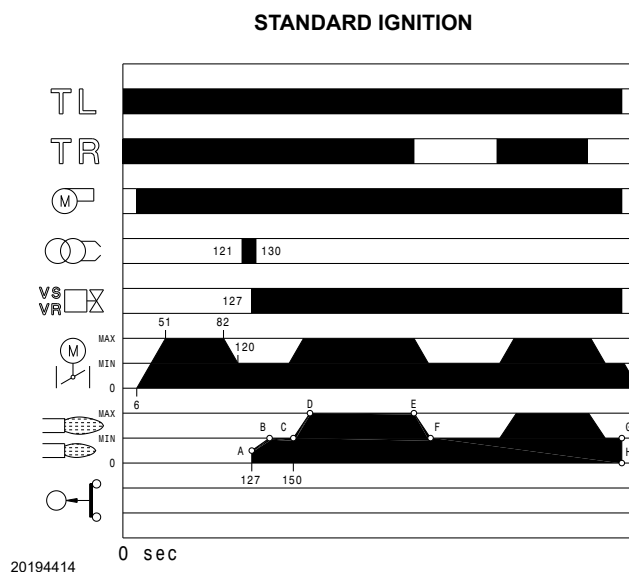 STANDARD IGNITION
TL
TR
M
121 130
VS
VR 127
51 82
MAX
M 120
MIN
0
6
MAX D E
B C F G
MIN
A
0 H
127 150
0 sec
20194414